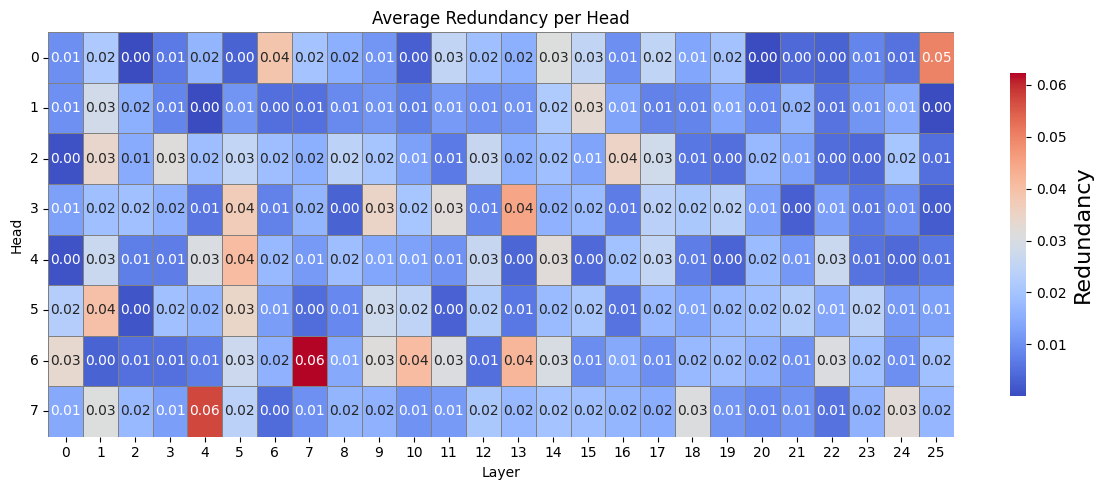 Average Redundancy per Head
0 0.01 0.02 0.00 0.01 0.02 0.00 0.04 0.02 0.02 0.01 0.00 0.03 0.02 0.02 0.03 0.03 0.01 0.02 0.01 0.02 0.00 0.00 0.00 0.01 0.01 0.05
1 0.01 0.03 0.02 0.01 0.00 0.01 0.00 0.01 0.01 0.01 0.01 0.01 0.01 0.01 0.02 0.03 0.01 0.01 0.01 0.01 0.01 0.02 0.01 0.01 0.01 0.00
2 0.00 0.03 0.01 0.03 0.02 0.03 0.02 0.02 0.02 0.02 0.01 0.01 0.03 0.02 0.02 0.01 0.04 0.03 0.01 0.00 0.02 0.01 0.00 0.00 0.02 0.01
3 0.01 0.02 0.02 0.02 0.01 0.04 0.01 0.02 0.00 0.03 0.02 0.03 0.01 0.04 0.02 0.02 0.01 0.02 0.02 0.02 0.01 0.00 0.01 0.01 0.01 0.00
4 0.00 0.03 0.01 0.01 0.03 0.04 0.02 0.01 0.02 0.01 0.01 0.01 0.03 0.00 0.03 0.00 0.02 0.03 0.01 0.00 0.02 0.01 0.03 0.01 0.00 0.01
5 0.02 0.04 0.00 0.02 0.02 0.03 0.01 0.00 0.01 0.03 0.02 0.00 0.02 0.01 0.02 0.02 0.01 0.02 0.01 0.02 0.02 0.02 0.01 0.02 0.01 0.01
6 0.03 0.00 0.01 0.01 0.01 0.03 0.02 0.06 0.01 0.03 0.04 0.03 0.01 0.04 0.03 0.01 0.01 0.01 0.02 0.02 0.02 0.01 0.03 0.02 0.01 0.02
7 0.01 0.03 0.02 0.01 0.06 0.02 0.00 0.01 0.02 0.02 0.01 0.01 0.02 0.02 0.02 0.02 0.02 0.02 0.03 0.01 0.01 0.01 0.01 0.02 0.03 0.02
0 1 2 3 4 5 6 7 8 9 10 11 12 13 14 15 16 17 18 19 20 21 22 23 24 25
Layer
Head
0.06
0.05
0.04
0.03
0.02
0.01
Redundancy